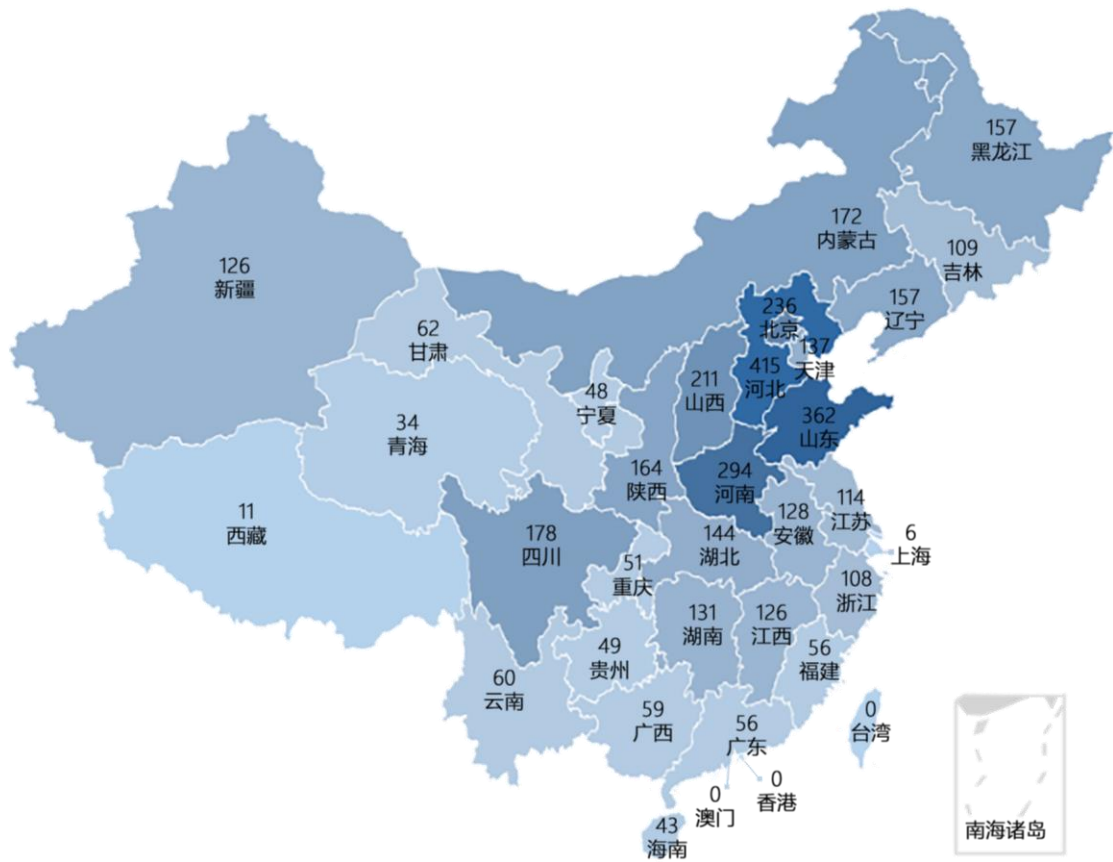 157
黑龙江
172
内蒙古
109
吉林
126
新疆
157
辽宁
236
北京
62
甘肃
137
天津
415
河北
211
山西
48
宁夏
362
山东
34
青海
164
陕西
294
河南
114
江苏
11
西藏
178
四川
144
湖北
128
安徽
6
上海
51
重庆
108
浙江
131
湖南
126
江西
49
贵州
56
福建
60
云南
59
广西
56
广东
0
台湾
0
香港
0
澳门
43
海南
南海诸岛